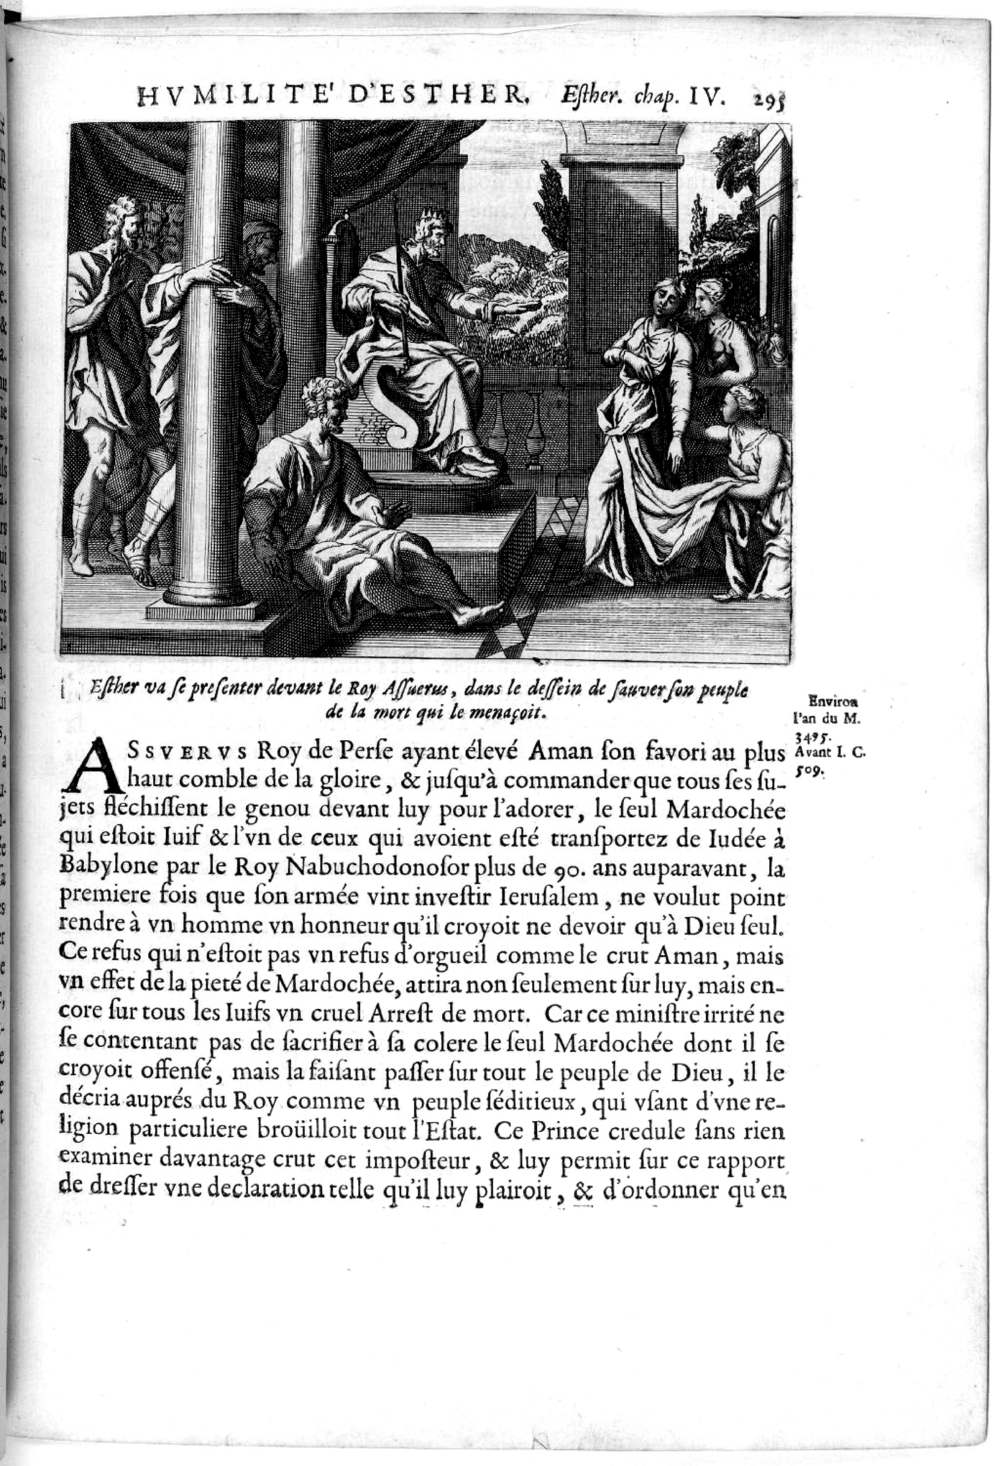 HVMILITE' D'ESTHER. Eſther. chap. IV. 295
Eſther va ſe preſenter devant le Roy Aſſuerus, dans le deſſein de ſauver ſon peuple
de la mort qui le menaçoit.
Environ
l'an du M.
3495.
Avant I. C.
509.
ASSVERVS Roy de Perſe ayant élevé Aman ſon favori au plus
haut comble de la gloire, & juſqu'à commander que tous ſes ſu-
jets fléchiſſent le genou devant luy pour l'adorer, le ſeul Mardochée
qui eſtoit Iuif & l'vn de ceux qui avoient eſté tranſportez de Iudée à
Babylone par le Roy Nabuchodonoſor plus de 90. ans auparavant, la
premiere fois que ſon armée vint inveſtir Ieruſalem, ne voulut point
rendre à vn homme vn honneur qu'il croyoit ne devoir qu'à Dieu ſeul.
Ce refus qui n'eſtoit pas vn refus d'orgueil comme le crut Aman, mais
vn effet de la pieté de Mardochée, attira non ſeulement ſur luy, mais en-
core ſur tous les Iuifs vn cruel Arreſt de mort. Car ce miniſtre irrité ne
ſe contentant pas de ſacrifier à ſa colere le ſeul Mardochée dont il ſe
croyoit offenſé, mais la faiſant paſſer ſur tout le peuple de Dieu, il le
décria auprés du Roy comme vn peuple ſéditieux, qui vſant d'vne re-
ligion particuliere broüilloit tout l'Eſtat. Ce Prince credule ſans rien
examiner davantage crut cet impoſteur, & luy permit ſur ce rapport
de dreſſer vne declaration telle qu'il luy plairoit, & d'ordonner qu'en